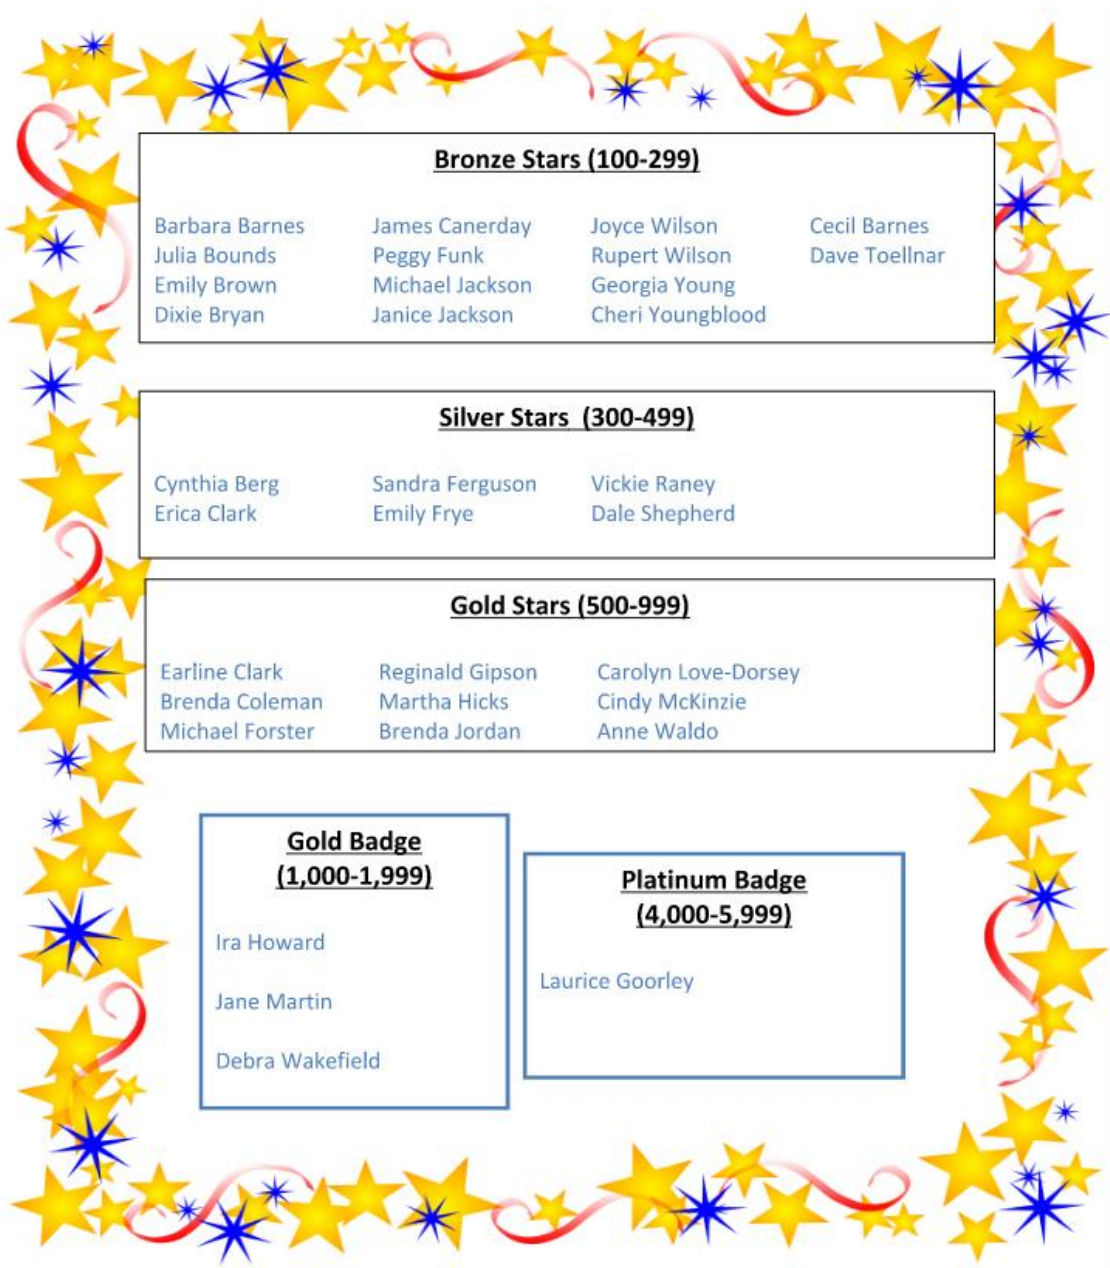 Bronze Stars (100-299)
Barbara Barnes James Canerday Joyce Wilson Cecil Barnes
Julia Bounds Peggy Funk Rupert Wilson Dave Toellnar
Emily Brown Michael Jackson Georgia Young
Dixie Bryan Janice Jackson Cheri Youngblood
Silver Stars (300-499)
Cynthia Berg Sandra Ferguson Vickie Raney
Erica Clark Emily Frye Dale Shepherd
Gold Stars (500-999)
Earline Clark Reginald Gipson Carolyn Love-Dorsey
Brenda Coleman Martha Hicks Cindy McKinzie
Michael Forster Brenda Jordan Anne Waldo
Gold Badge
(1,000-1,999)
Ira Howard
Jane Martin
Debra Wakefield
Platinum Badge
(4,000-5,999)
Laurice Goorley